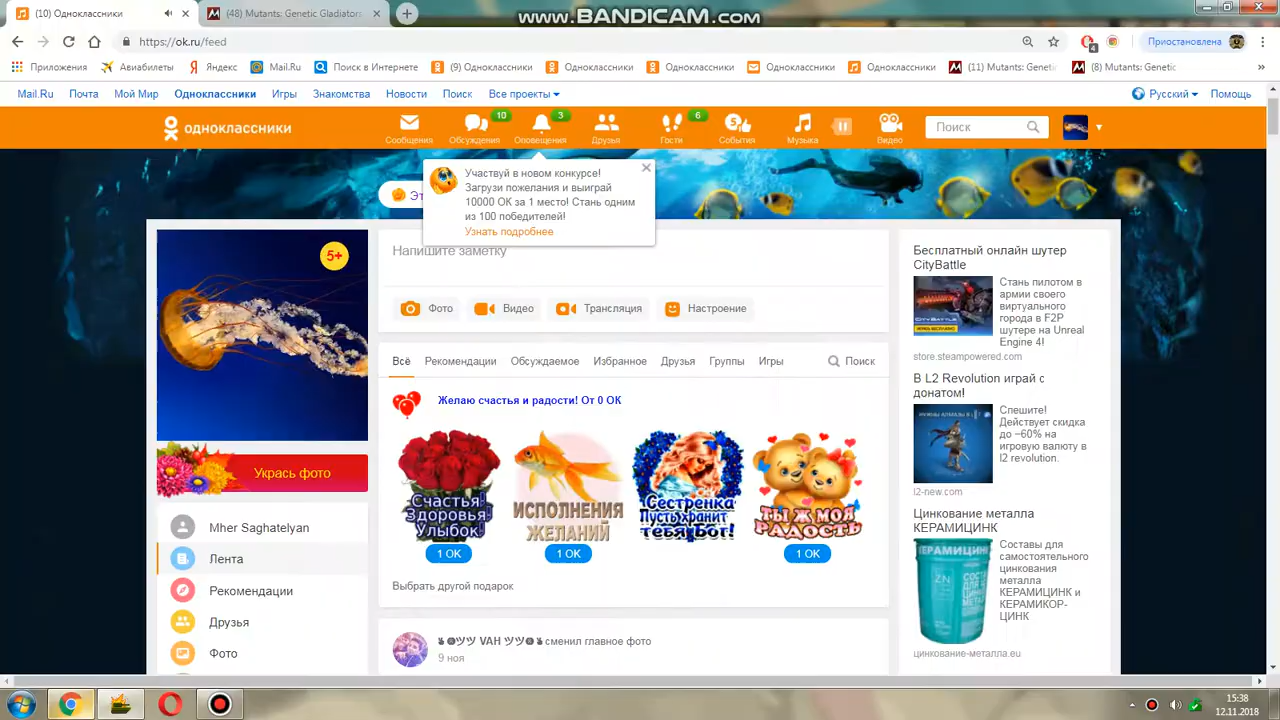 www.BANDICAM.com
(10) Одноклассники
(48) Mutants: Genetic Gladiators
https://ok.ru/feed
4
Приостановлена
Приложения
Авиабилеты
Яндекс
Mail.Ru
Поиск в Интернете
(9) Одноклассники
Одноклассники
Одноклассники
Одноклассники
Одноклассники
(11) Mutants: Geneti
(8) Mutants: Genetic
»
Mail.Ru
Почта
Мой Мир
Одноклассники
Игры
Знакомства
Новости
Поиск
Все проекты
Русский
Помощь
одноклассники
Сообщения
10
Обсуждения
3
Оповещения
Друзья
6
Гости
5
События
Музыка
Видео
Поиск
Эт
Участвуй в новом конкурсе!
Загрузи пожелания и выиграй
10000 ОК за 1 место! Стань одним
из 100 победителей!
Узнать подробнее
5+
Укрась фото
Mher Saghatelyan
Лента
Рекомендации
Друзья
Фото
Напишите заметку
Фото
Видео
Трансляция
Настроение
Всё
Рекомендации
Обсуждаемое
Избранное
Друзья
Группы
Игры
Поиск
Желаю счастья и радости! От 0 ОК
Счастья!
Здоровья!
Улыбок!
1 ОК
ИСПОЛНЕНИЯ
ЖЕЛАНИЙ
1 ОК
Сестренка
Пусть хранит
тебя Бог!
ТЫ Ж МОЯ
РАДОСТЬ
1 ОК
Выбрать другой подарок
VAH ツツ сменил главное фото
9 ноя
Бесплатный онлайн шутер
CityBattle
Стань пилотом в
армии своего
виртуального
города в F2P
шутере на Unreal
Engine 4!
store.steampowered.com
В L2 Revolution играй с
донатом!
Спешите!
Действует скидка
до –60% на
игровую валюту в
l2 revolution.
l2-new.com
Цинкование металла
КЕРАМИЦИНК
Составы для
самостоятельного
цинкования
металла
КЕРАМИЦИНК и
КЕРАМИКОР-
ЦИНК
цинкование-металла.eu
15:38
12.11.2018